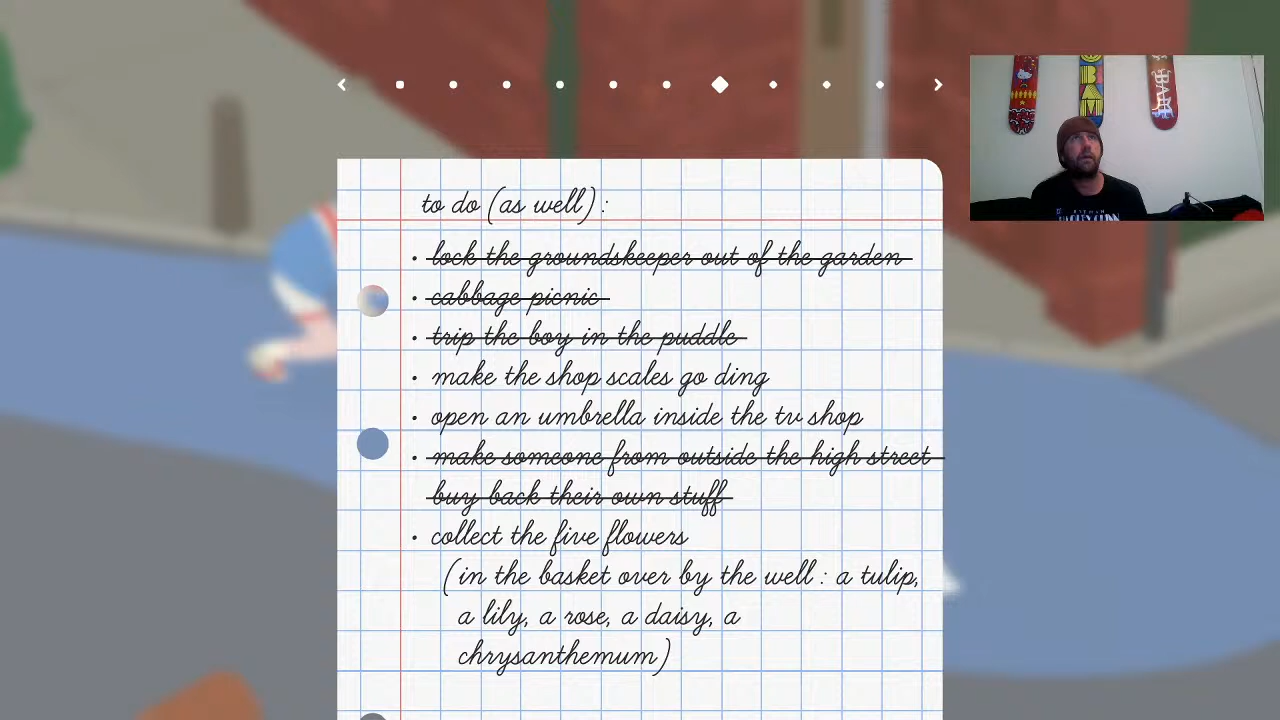 to do (as well) :
• lock the groundskeeper out of the garden
• cabbage picnic
• trip the boy in the puddle
• make the shop scales go ding
• open an umbrella inside the tv shop
• make someone from outside the high street
buy back their own stuff
• collect the five flowers
(in the basket over by the well : a tulip,
a lily, a rose, a daisy, a
chrysanthemum)